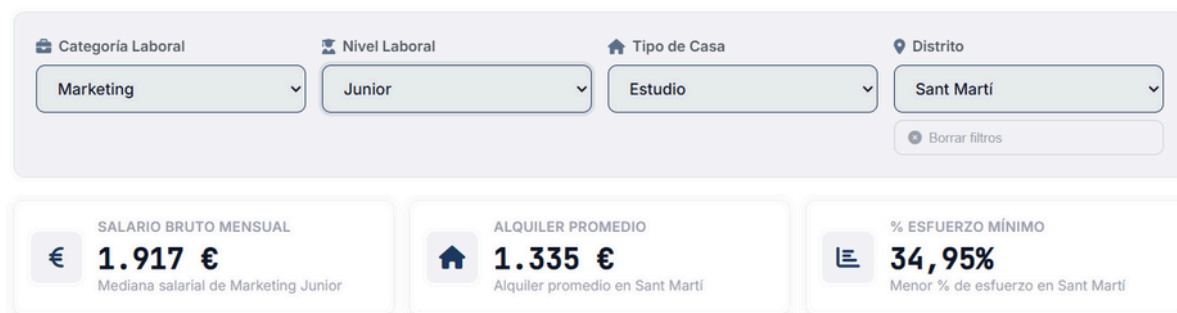 Categoría Laboral
Nivel Laboral
Tipo de Casa
Distrito
Marketing
Junior
Estudio
Sant Martí
Borrar filtros
SALARIO BRUTO MENSUAL
€ 1.917 €
Mediana salarial de Marketing Junior
ALQUILER PROMEDIO
1.335 €
Alquiler promedio en Sant Martí
% ESFUERZO MÍNIMO
34,95%
Menor % de esfuerzo en Sant Martí